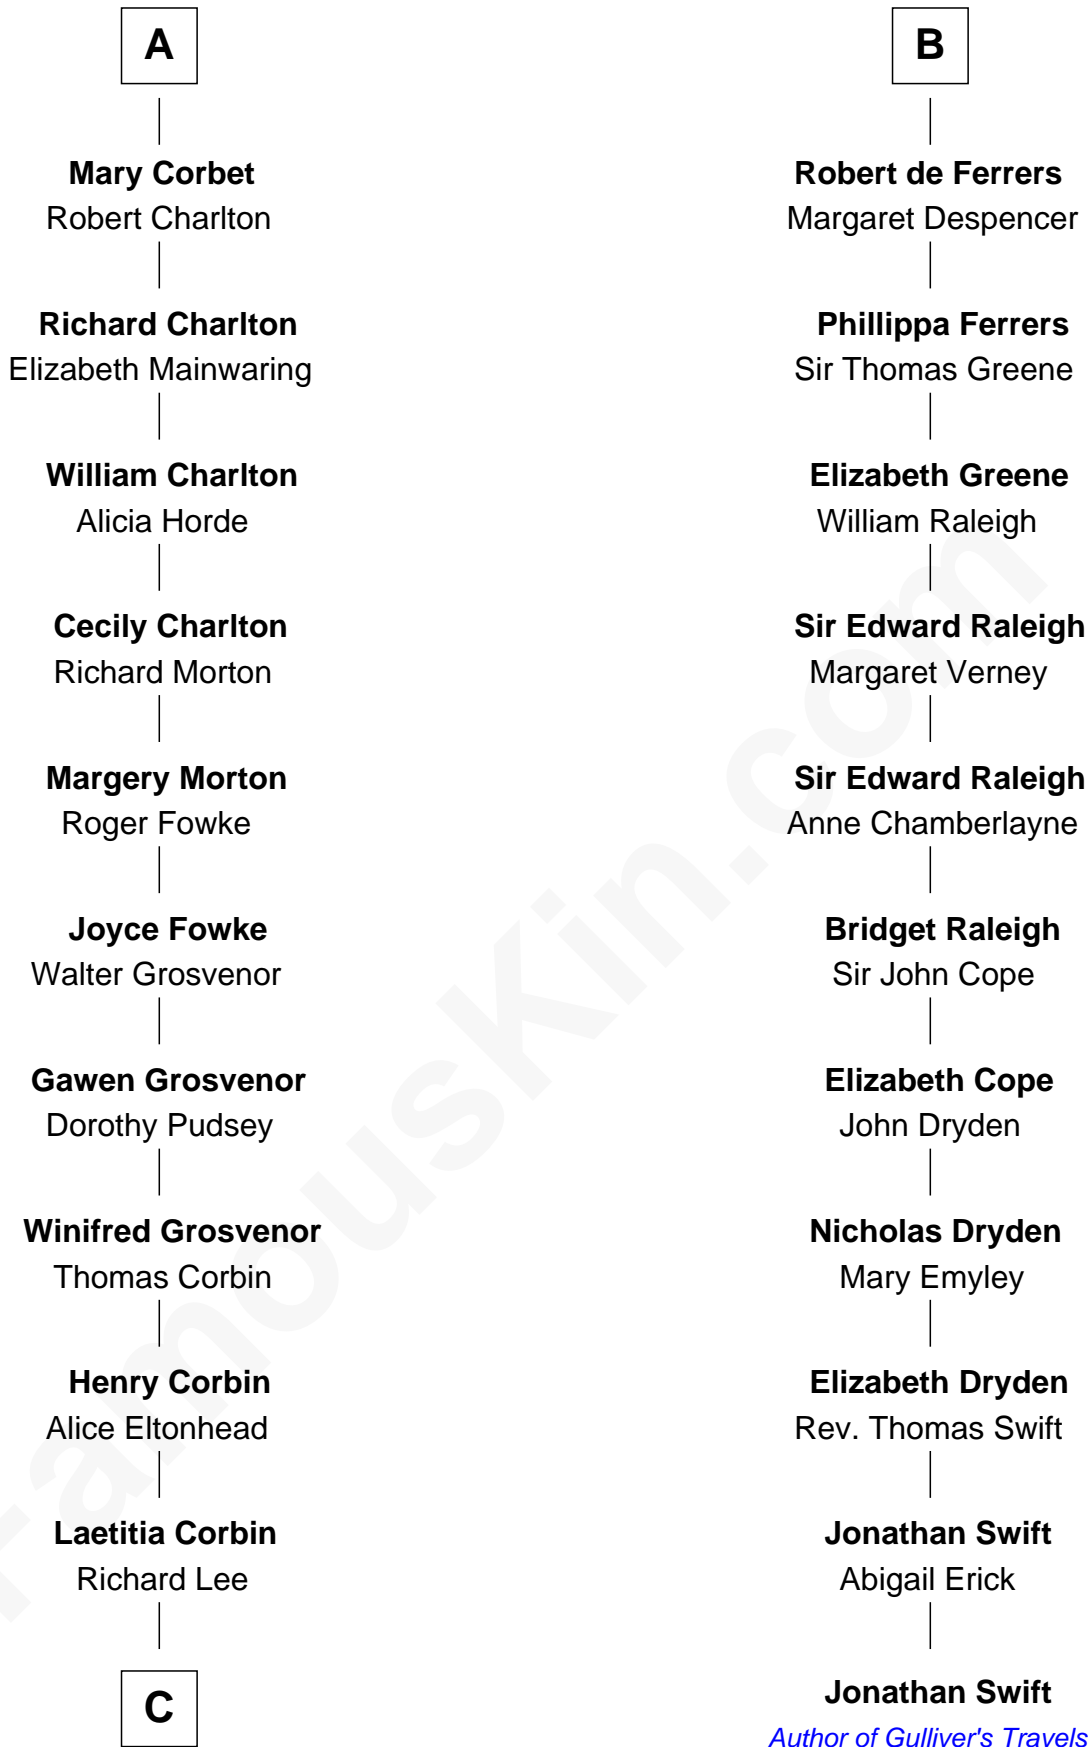 A
Mary Corbet
Robert Charlton
Richard Charlton
Elizabeth Mainwaring
William Charlton
Alicia Horde
Cecily Charlton
Richard Morton
Margery Morton
Roger Fowke
Joyce Fowke
Walter Grosvenor
Gawen Grosvenor
Dorothy Pudsey
Winifred Grosvenor
Thomas Corbin
Henry Corbin
Alice Eltonhead
Laetitia Corbin
Richard Lee
C
B
Robert de Ferrers
Margaret Despencer
Phillippa Ferrers
Sir Thomas Greene
Elizabeth Greene
William Raleigh
Sir Edward Raleigh
Margaret Verney
Sir Edward Raleigh
Anne Chamberlayne
Bridget Raleigh
Sir John Cope
Elizabeth Cope
John Dryden
Nicholas Dryden
Mary Emyley
Elizabeth Dryden
Rev. Thomas Swift
Jonathan Swift
Abigail Erick
Jonathan Swift
Author of Gulliver's Travels
FamousKin.com